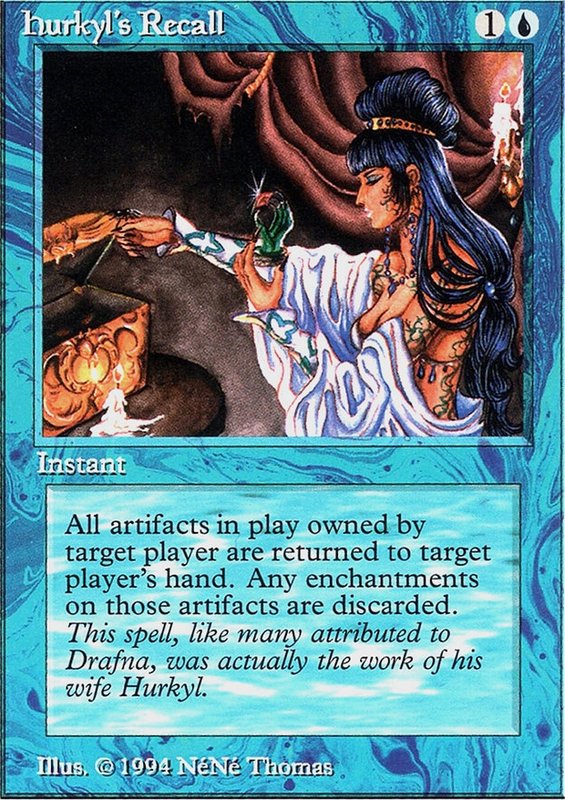 Hurkyl's Recall 1
Instant
All artifacts in play owned by
target player are returned to target
player's hand. Any enchantments
on those artifacts are discarded.
This spell, like many attributed to
Drafna, was actually the work of his
wife Hurkyl.
Illus. © 1994 NéNé Thomas